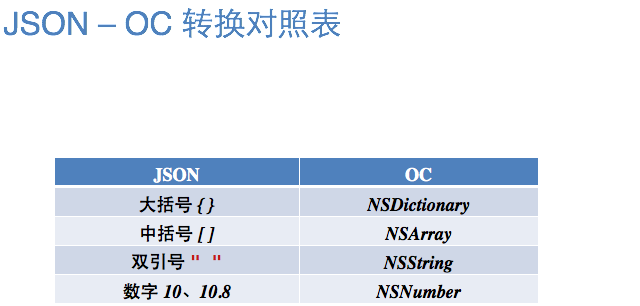 JSON – OC 转换对照表
JSON OC
大括号 { } NSDictionary
中括号 [ ] NSArray
双引号 " " NSString
数字 10、10.8 NSNumber